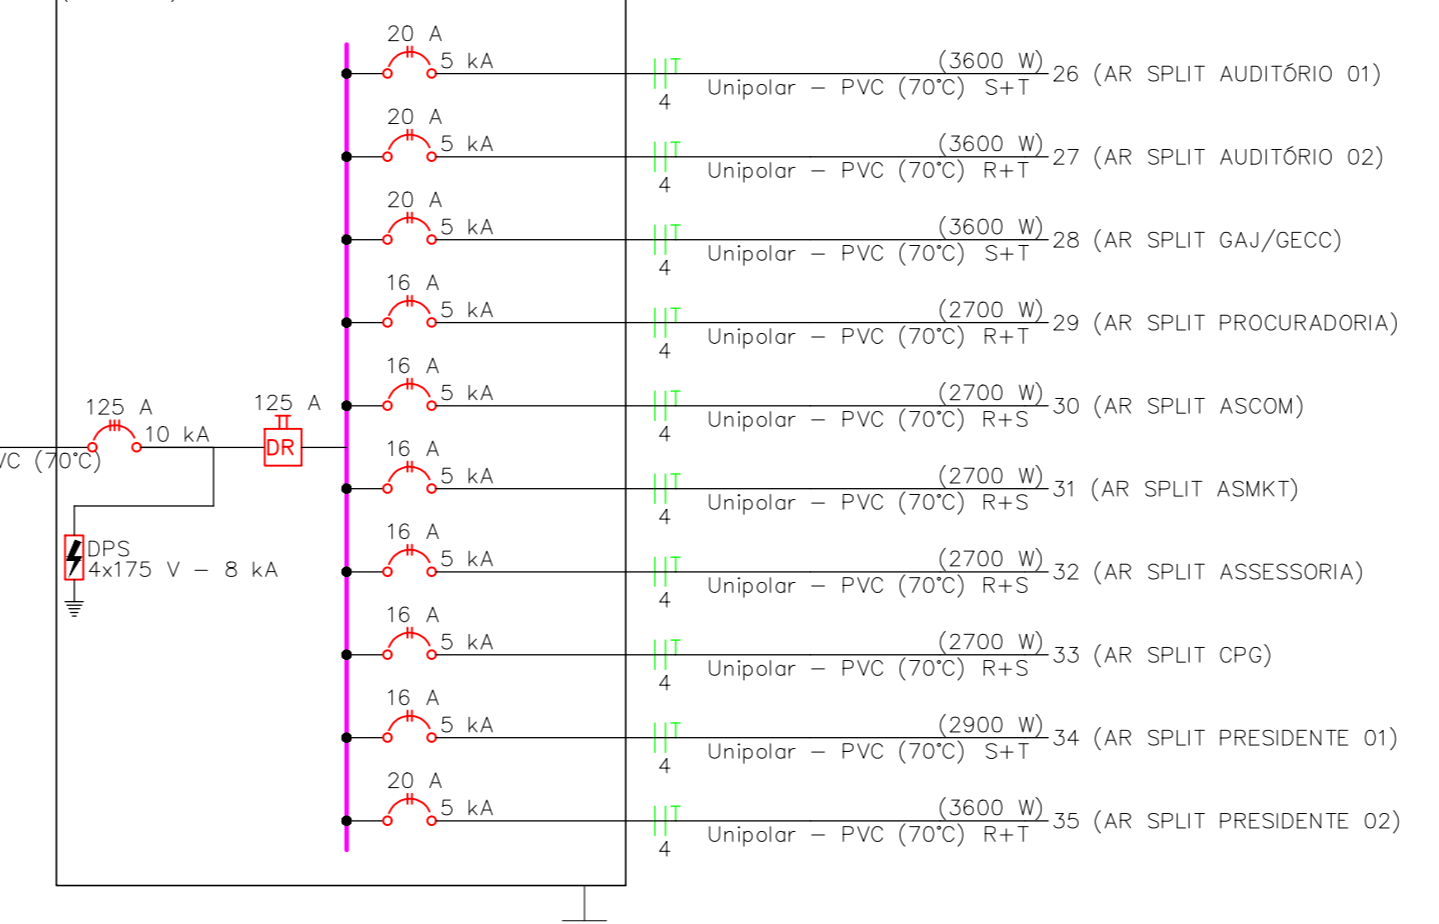 20 A
5 kA
(3600 W)
4
Unipolar – PVC (70°C) S+T
26 (AR SPLIT AUDITÓRIO 01)
20 A
5 kA
(3600 W)
4
Unipolar – PVC (70°C) R+T
27 (AR SPLIT AUDITÓRIO 02)
20 A
5 kA
(3600 W)
4
Unipolar – PVC (70°C) S+T
28 (AR SPLIT GAJ/GECC)
16 A
5 kA
(2700 W)
4
Unipolar – PVC (70°C) R+T
29 (AR SPLIT PROCURADORIA)
16 A
5 kA
(2700 W)
4
Unipolar – PVC (70°C) R+S
30 (AR SPLIT ASCOM)
125 A
10 kA
VC (70°C)
125 A
DR
16 A
5 kA
(2700 W)
4
Unipolar – PVC (70°C) R+S
31 (AR SPLIT ASMKT)
DPS
4x175 V – 8 kA
16 A
5 kA
(2700 W)
4
Unipolar – PVC (70°C) R+S
32 (AR SPLIT ASSESSORIA)
16 A
5 kA
(2700 W)
4
Unipolar – PVC (70°C) R+S
33 (AR SPLIT CPG)
16 A
5 kA
(2900 W)
4
Unipolar – PVC (70°C) S+T
34 (AR SPLIT PRESIDENTE 01)
20 A
5 kA
(3600 W)
4
Unipolar – PVC (70°C) R+T
35 (AR SPLIT PRESIDENTE 02)